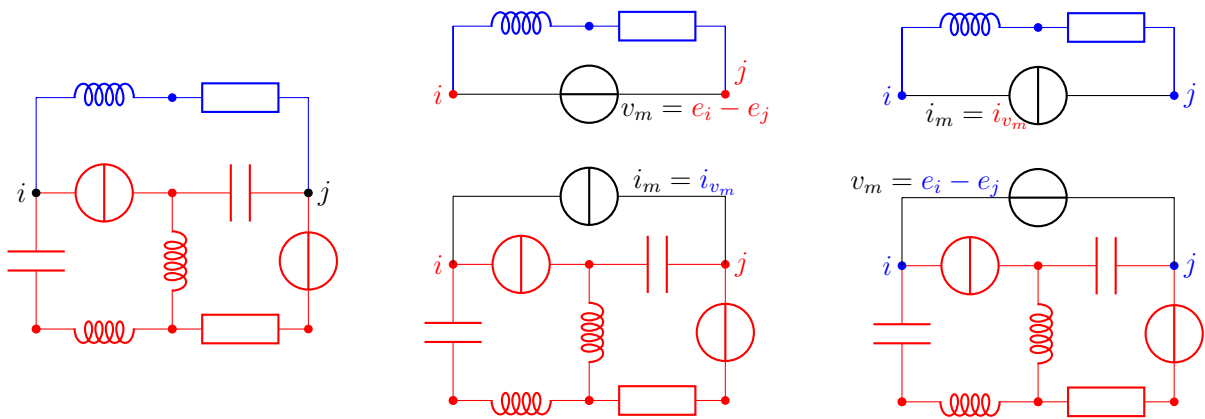 i j
i j
v_m = e_i − e_j
i_m = i_{v_m}
i j
i j
i_m = i_{v_m}
v_m = e_i − e_j
i j